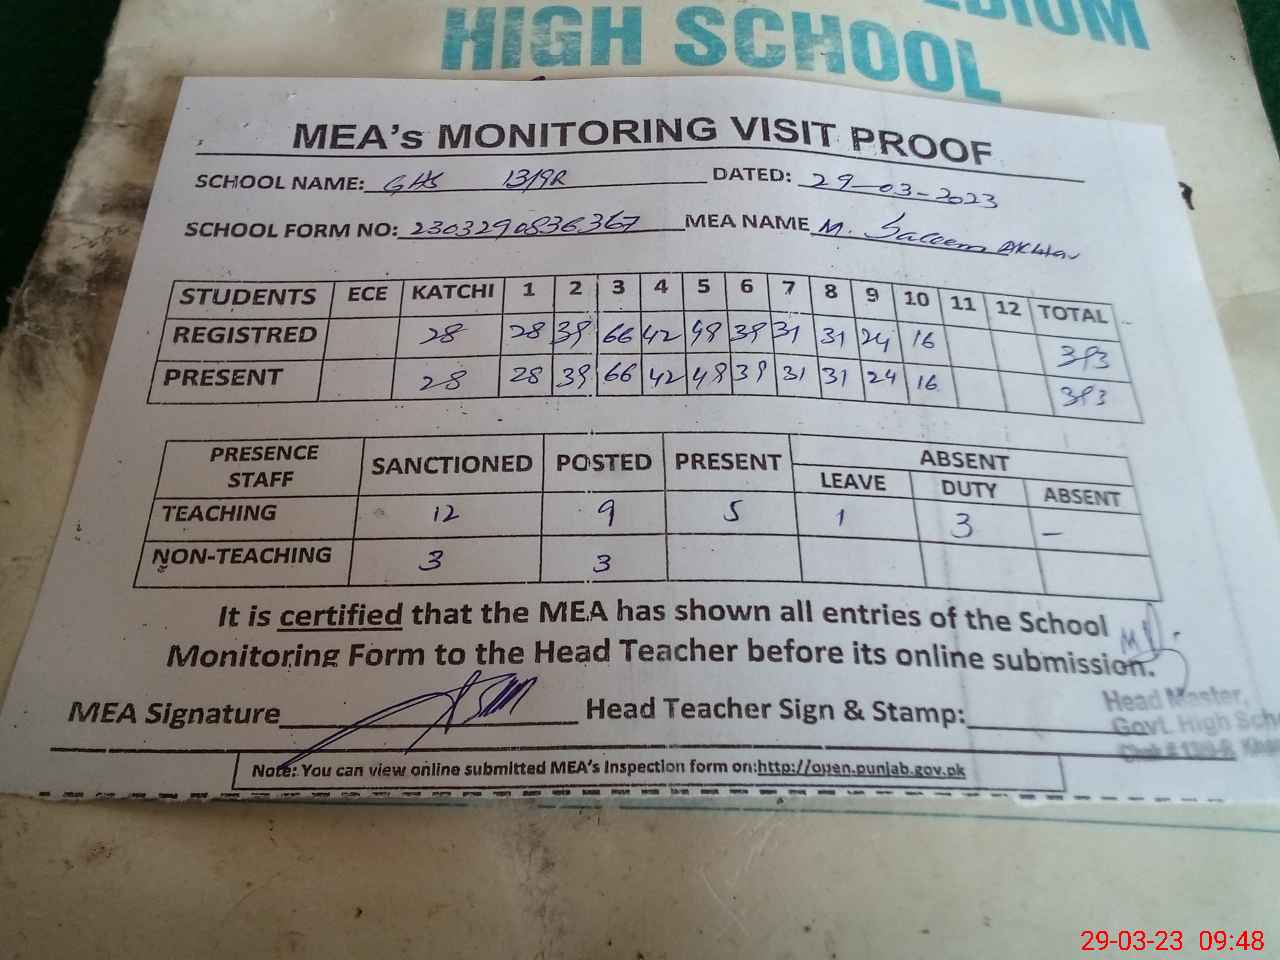 HIGH SCHOOL
MEA's MONITORING VISIT PROOF
SCHOOL NAME: GHS 13/9R DATED: 29-03-2023
SCHOOL FORM NO: 2303290836367 MEA NAME M. Saleem Akhtar
STUDENTS ECE KATCHI 1 2 3 4 5 6 7 8 9 10 11 12 TOTAL
REGISTRED 28 28 39 66 42 49 39 31 31 24 16 393
PRESENT 28 28 39 66 42 49 39 31 31 24 16 393
PRESENCE STAFF SANCTIONED POSTED PRESENT ABSENT
LEAVE DUTY ABSENT
TEACHING 12 9 5 1 3 —
NON-TEACHING 3 3
It is certified that the MEA has shown all entries of the School
Monitoring Form to the Head Teacher before its online submission.
MEA Signature Head Teacher Sign & Stamp:
Head Master,
Govt. High Sch
Note: You can view online submitted MEA's Inspection form on:http://open.punjab.gov.pk
29-03-23 09:48